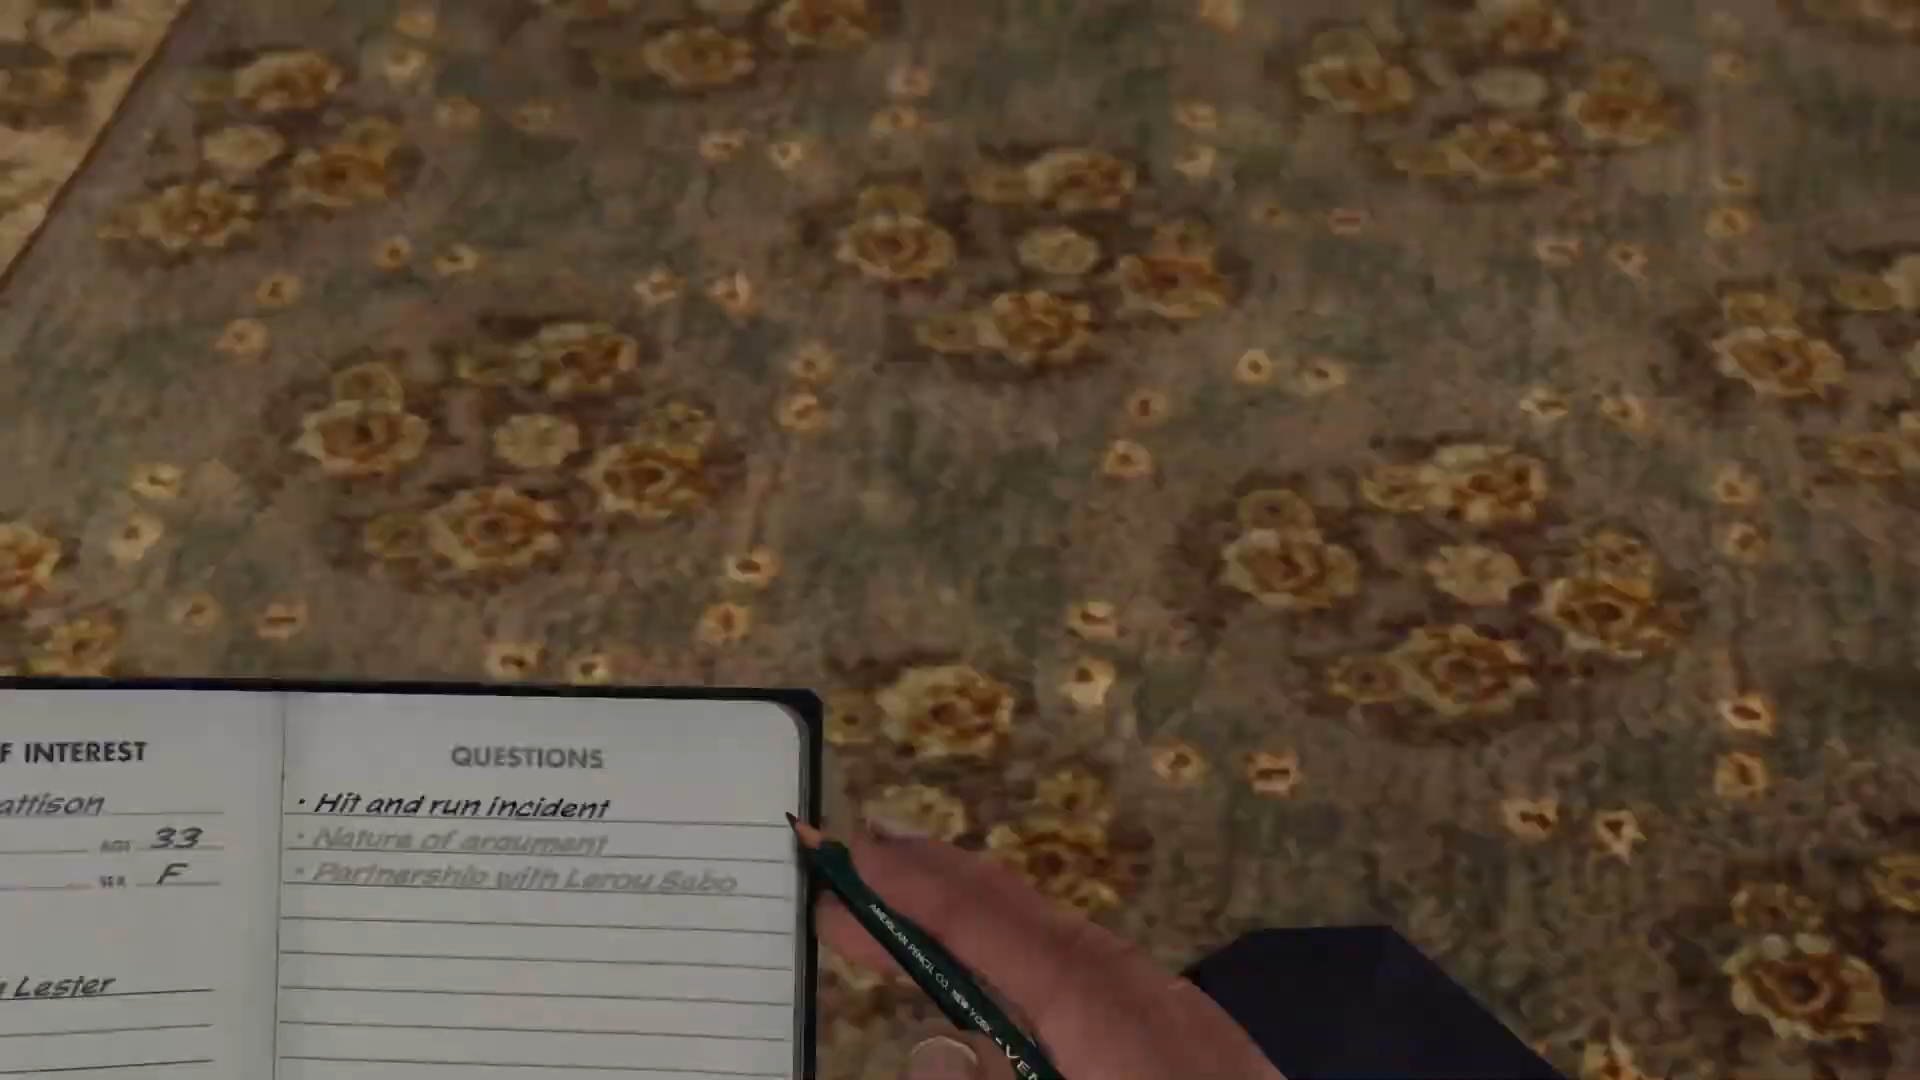 F INTEREST
attison
AGE 33
SEX F
Lester
QUESTIONS
• Hit and run incident
• Nature of argument
• Partnership with Leroy Sabo
AMERICAN PENCIL CO. NEW YORK - VEN